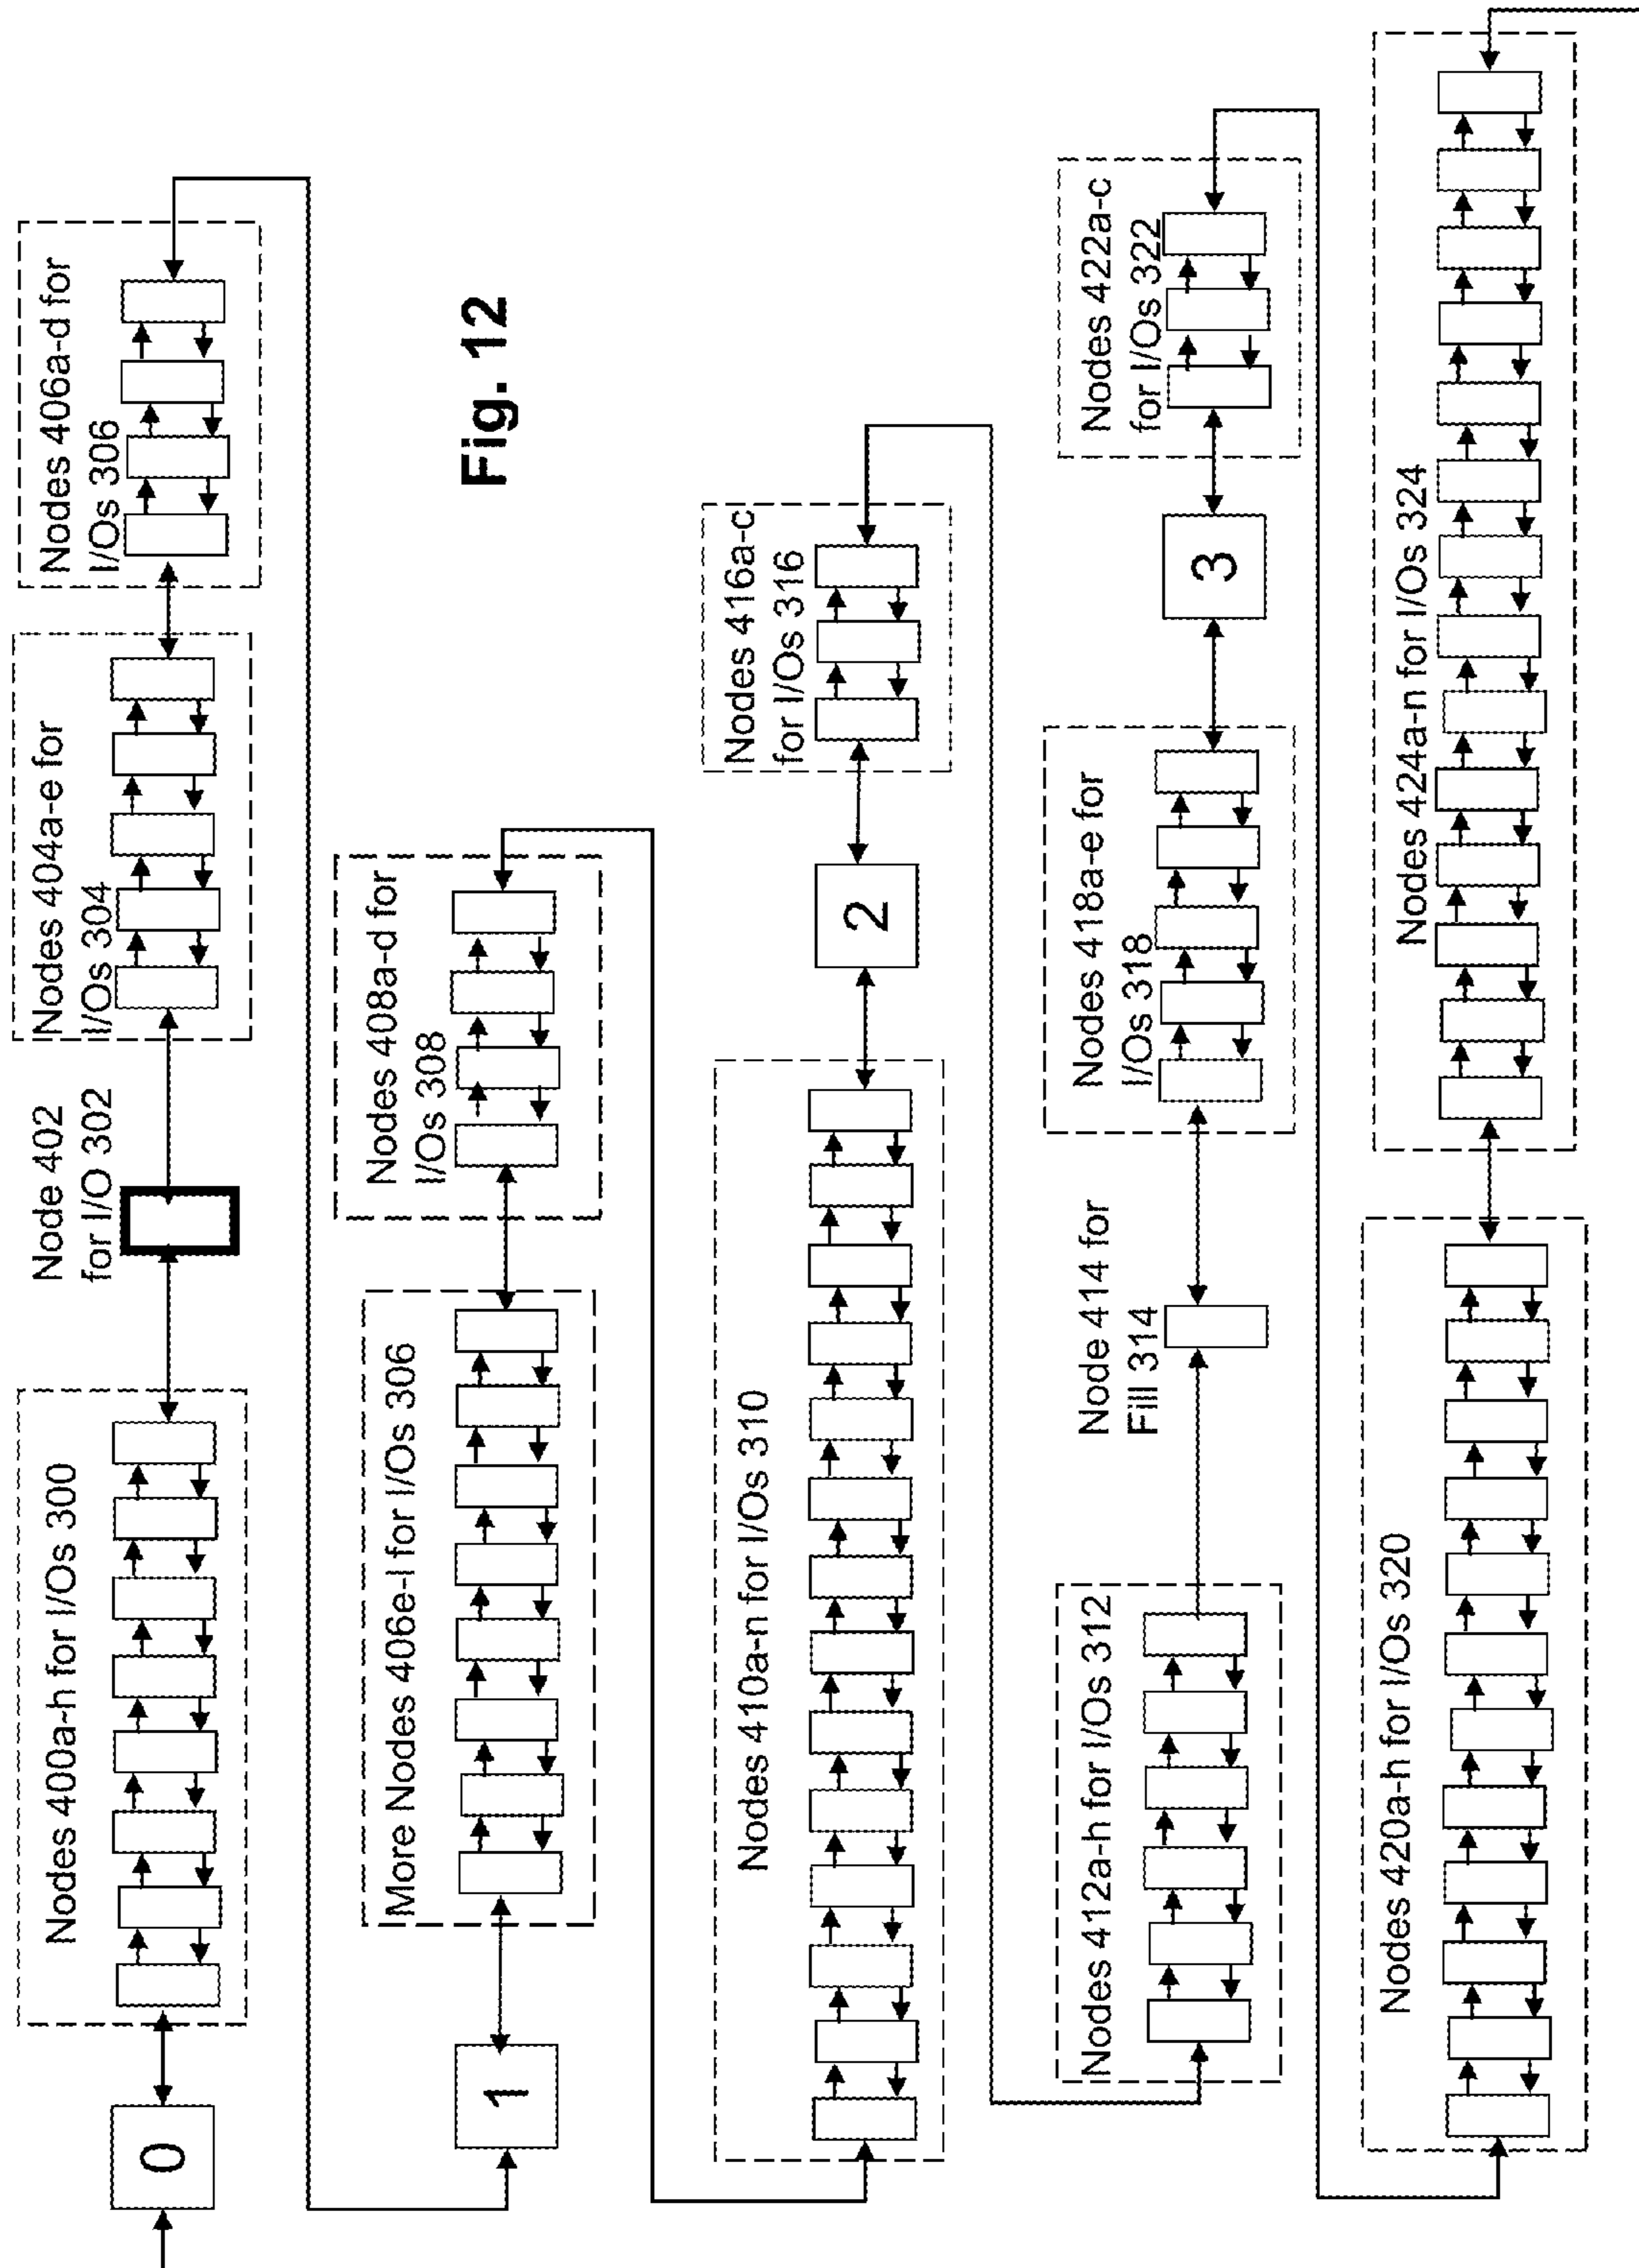 0
Nodes 400a-h for I/Os 300
Node 402
for I/O 302
Nodes 404a-e for
I/Os 304
Nodes 406a-d for
I/Os 306
1
More Nodes 406e-l for I/Os 306
Nodes 408a-d for
I/Os 308
Fig. 12
Nodes 410a-n for I/Os 310
2
Nodes 416a-c
for I/Os 316
Nodes 412a-h for I/Os 312
Node 414 for
Fill 314
Nodes 418a-e for
I/Os 318
3
Nodes 422a-c
for I/Os 322
Nodes 420a-h for I/Os 320
Nodes 424a-n for I/Os 324